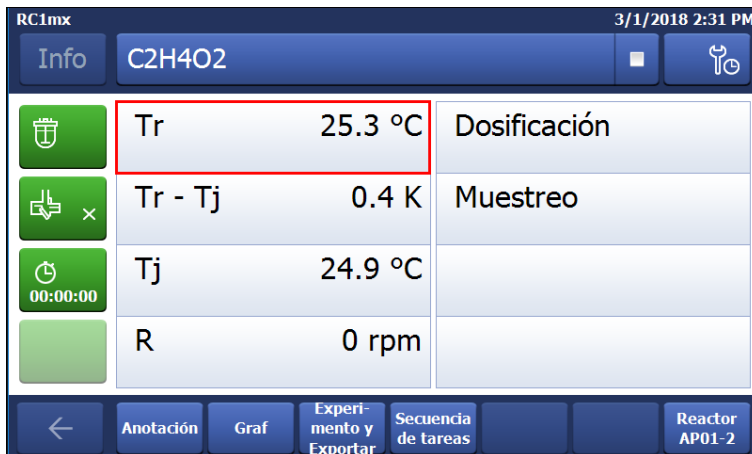 RC1mx 3/1/2018 2:31 PM
Info C2H4O2
Tr 25.3 °C Dosificación
Tr - Tj 0.4 K Muestreo
Tj 24.9 °C
00:00:00
R 0 rpm
Anotación Graf Experi-
mento y
Exportar Secuencia
de tareas Reactor
AP01-2